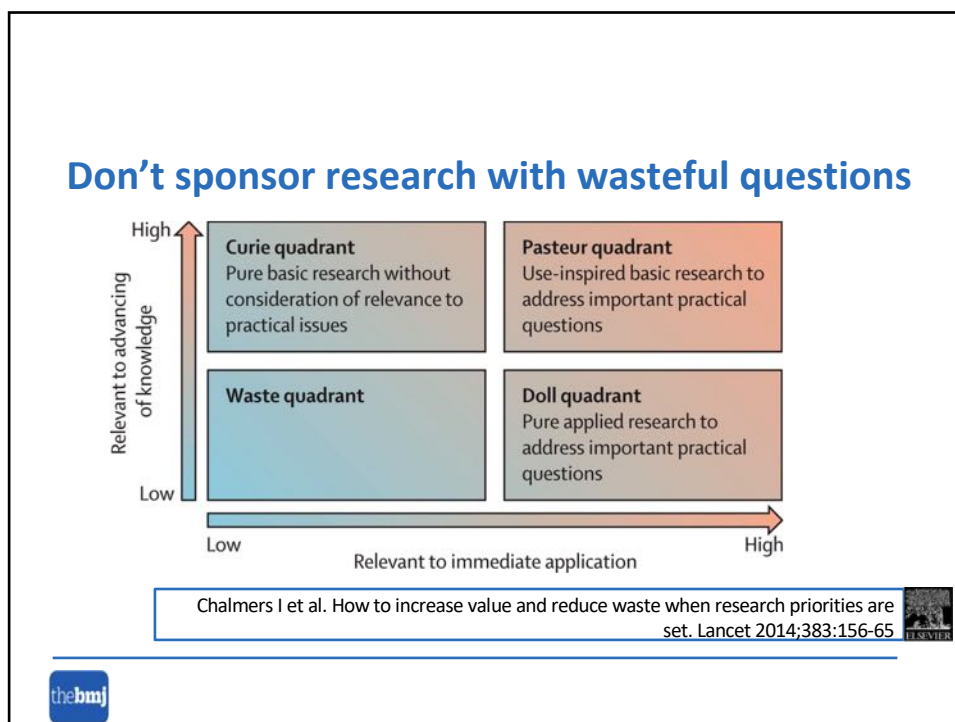 Don’t sponsor research with wasteful questions
High
Relevant to advancing
of knowledge
Low
Curie quadrant
Pure basic research without
consideration of relevance to
practical issues
Pasteur quadrant
Use-inspired basic research to
address important practical
questions
Waste quadrant
Doll quadrant
Pure applied research to
address important practical
questions
Low
High
Relevant to immediate application
Chalmers I et al. How to increase value and reduce waste when research priorities are
set. Lancet 2014;383:156-65
ELSEVIER
thebmj